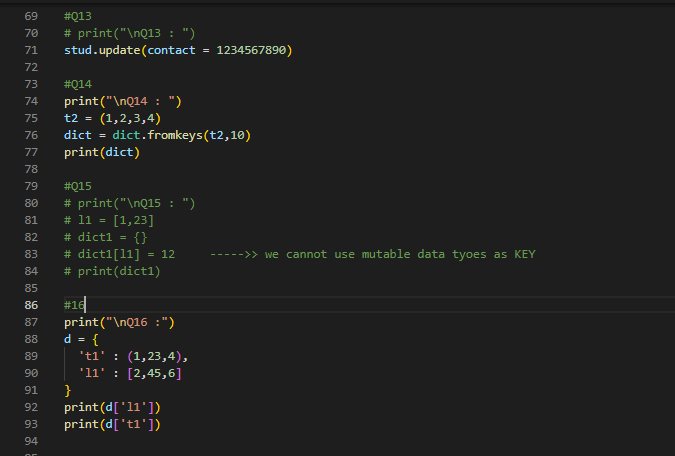 69 #Q13
70 # print("\nQ13 : ")
71 stud.update(contact = 1234567890)
72
73 #Q14
74 print("\nQ14 : ")
75 t2 = (1,2,3,4)
76 dict = dict.fromkeys(t2,10)
77 print(dict)
78
79 #Q15
80 # print("\nQ15 : ")
81 # l1 = [1,23]
82 # dict1 = {}
83 # dict1[l1] = 12     ----->> we cannot use mutable data tyoes as KEY
84 # print(dict1)
85
86 #16
87 print("\nQ16 :")
88 d = {
89   't1' : (1,23,4),
90   'l1' : [2,45,6]
91 }
92 print(d['l1'])
93 print(d['t1'])
94